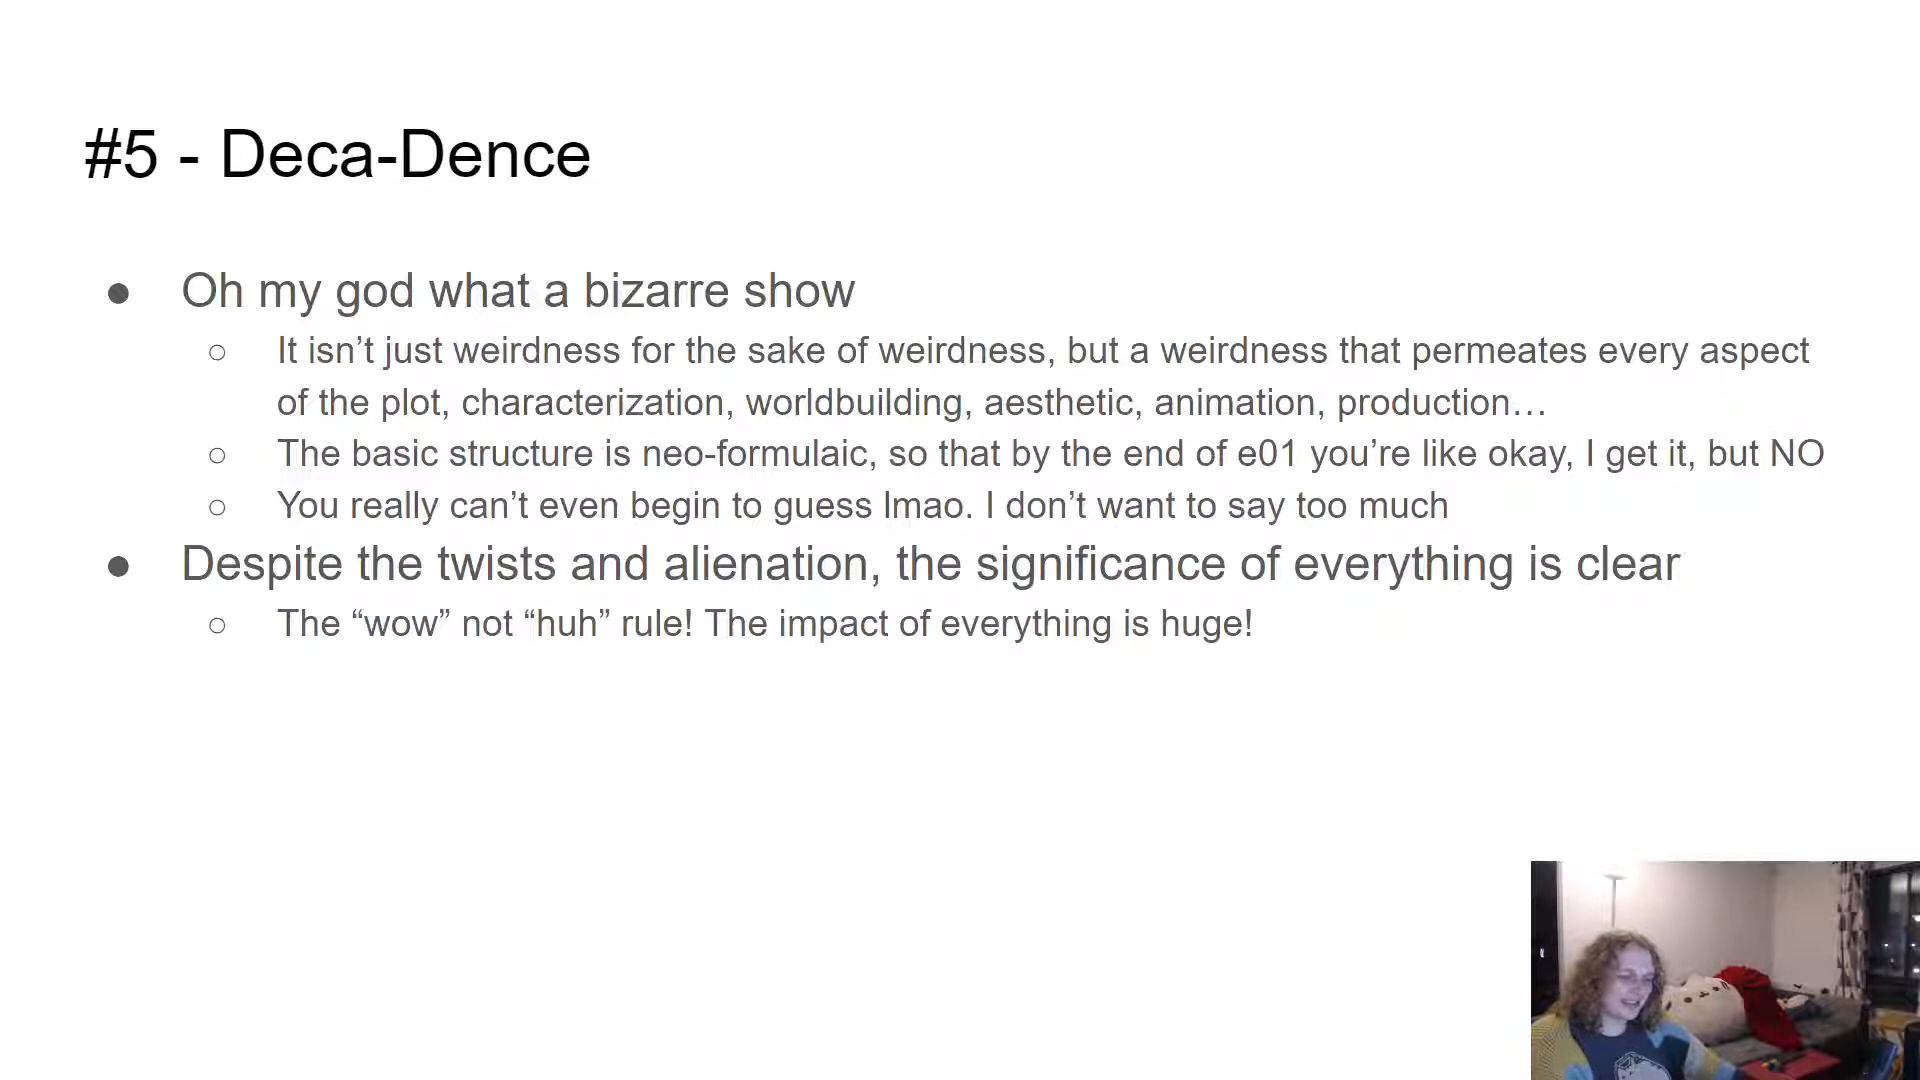 #5 - Deca-Dence
● Oh my god what a bizarre show
○ It isn’t just weirdness for the sake of weirdness, but a weirdness that permeates every aspect
of the plot, characterization, worldbuilding, aesthetic, animation, production…
○ The basic structure is neo-formulaic, so that by the end of e01 you’re like okay, I get it, but NO
○ You really can’t even begin to guess lmao. I don’t want to say too much
● Despite the twists and alienation, the significance of everything is clear
○ The “wow” not “huh” rule! The impact of everything is huge!